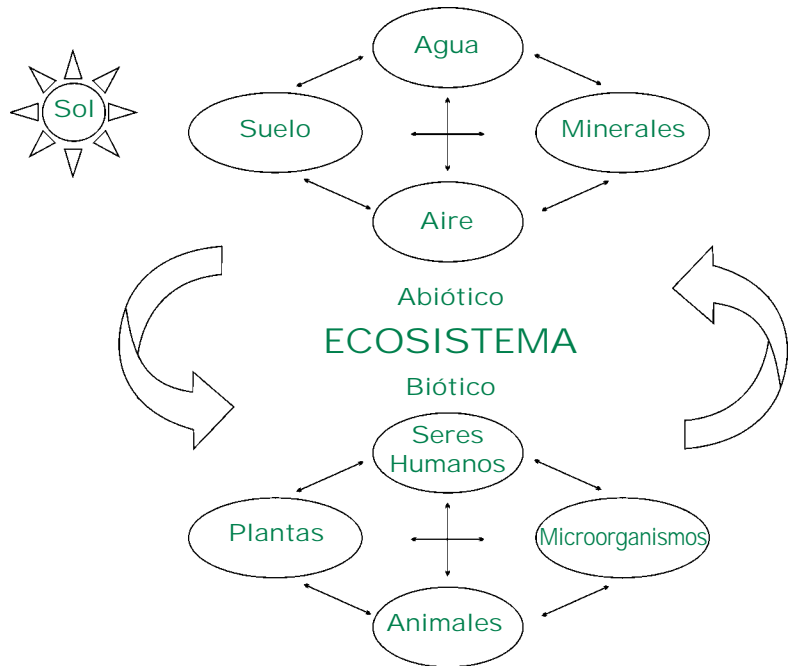 Agua
Sol
Suelo
Minerales
Aire
Abiótico
ECOSISTEMA
Biótico
Seres
Humanos
Plantas
Microorganismos
Animales